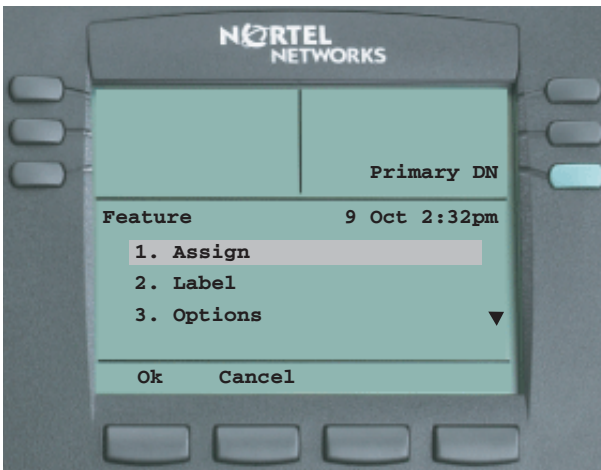 NORTEL
NETWORKS
Primary DN
Feature 9 Oct 2:32pm
1. Assign
2. Label
3. Options
Ok Cancel